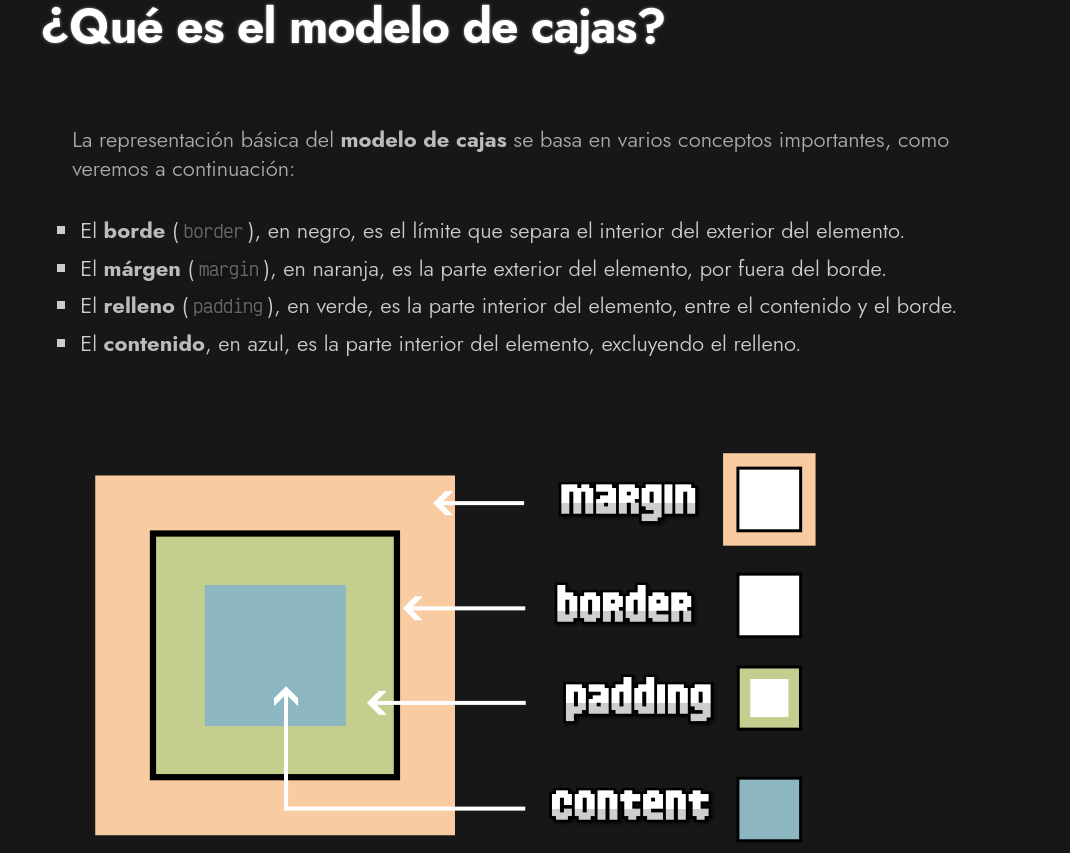 ¿Qué es el modelo de cajas?
La representación básica del modelo de cajas se basa en varios conceptos importantes, como
veremos a continuación:
El borde ( border ), en negro, es el límite que separa el interior del exterior del elemento.
El márgen ( margin ), en naranja, es la parte exterior del elemento, por fuera del borde.
El relleno ( padding ), en verde, es la parte interior del elemento, entre el contenido y el borde.
El contenido, en azul, es la parte interior del elemento, excluyendo el relleno.
margin
border
padding
content